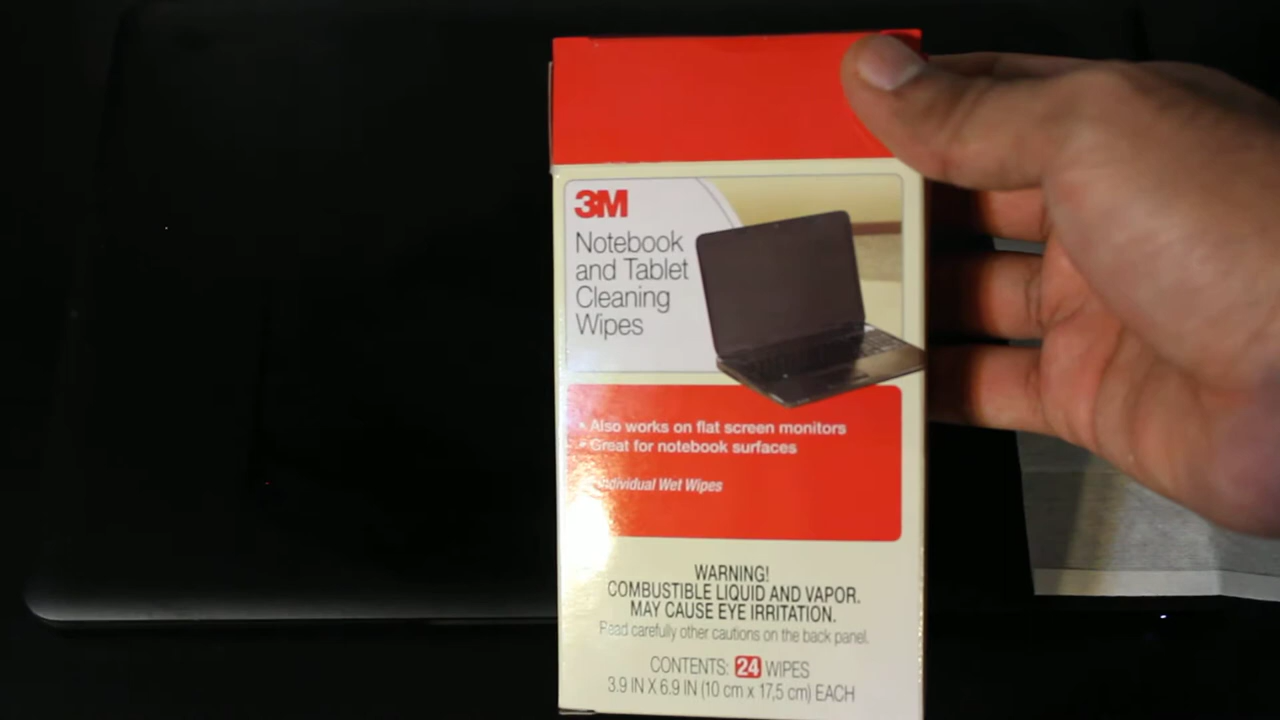 3M
Notebook
and Tablet
Cleaning
Wipes
• Also works on flat screen monitors
• Great for notebook surfaces
Individual Wet Wipes
WARNING!
COMBUSTIBLE LIQUID AND VAPOR.
MAY CAUSE EYE IRRITATION.
Read carefully other cautions on the back panel.
CONTENTS: 24 WIPES
3.9 IN X 6.9 IN (10 cm x 17,5 cm) EACH